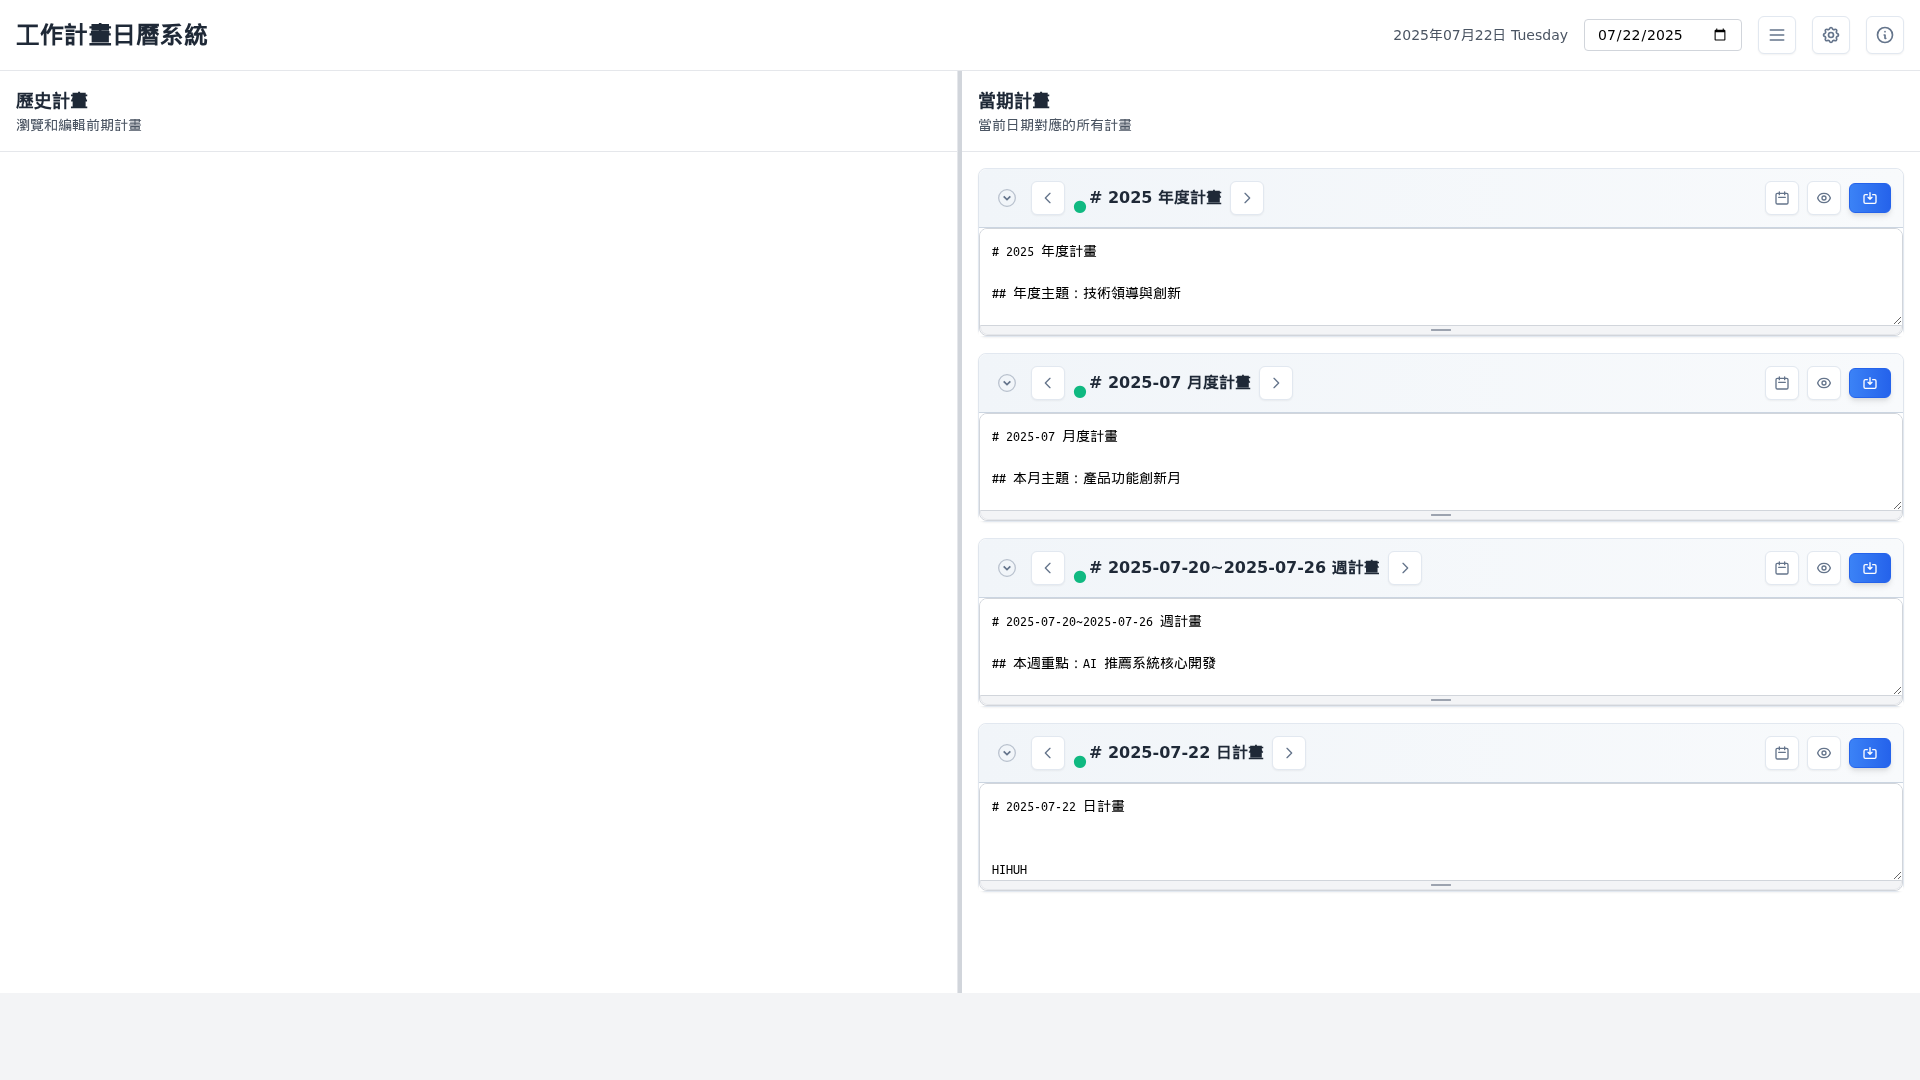 工作計畫日曆系統
2025年07月22日 Tuesday
07/22/2025
歷史計畫
瀏覽和編輯前期計畫
當期計畫
當前日期對應的所有計畫
# 2025 年度計畫
# 2025 年度計畫
## 年度主題：技術領導與創新
# 2025-07 月度計畫
# 2025-07 月度計畫
## 本月主題：產品功能創新月
# 2025-07-20~2025-07-26 週計畫
# 2025-07-20~2025-07-26 週計畫
## 本週重點：AI 推薦系統核心開發
# 2025-07-22 日計畫
# 2025-07-22 日計畫
HIHUH